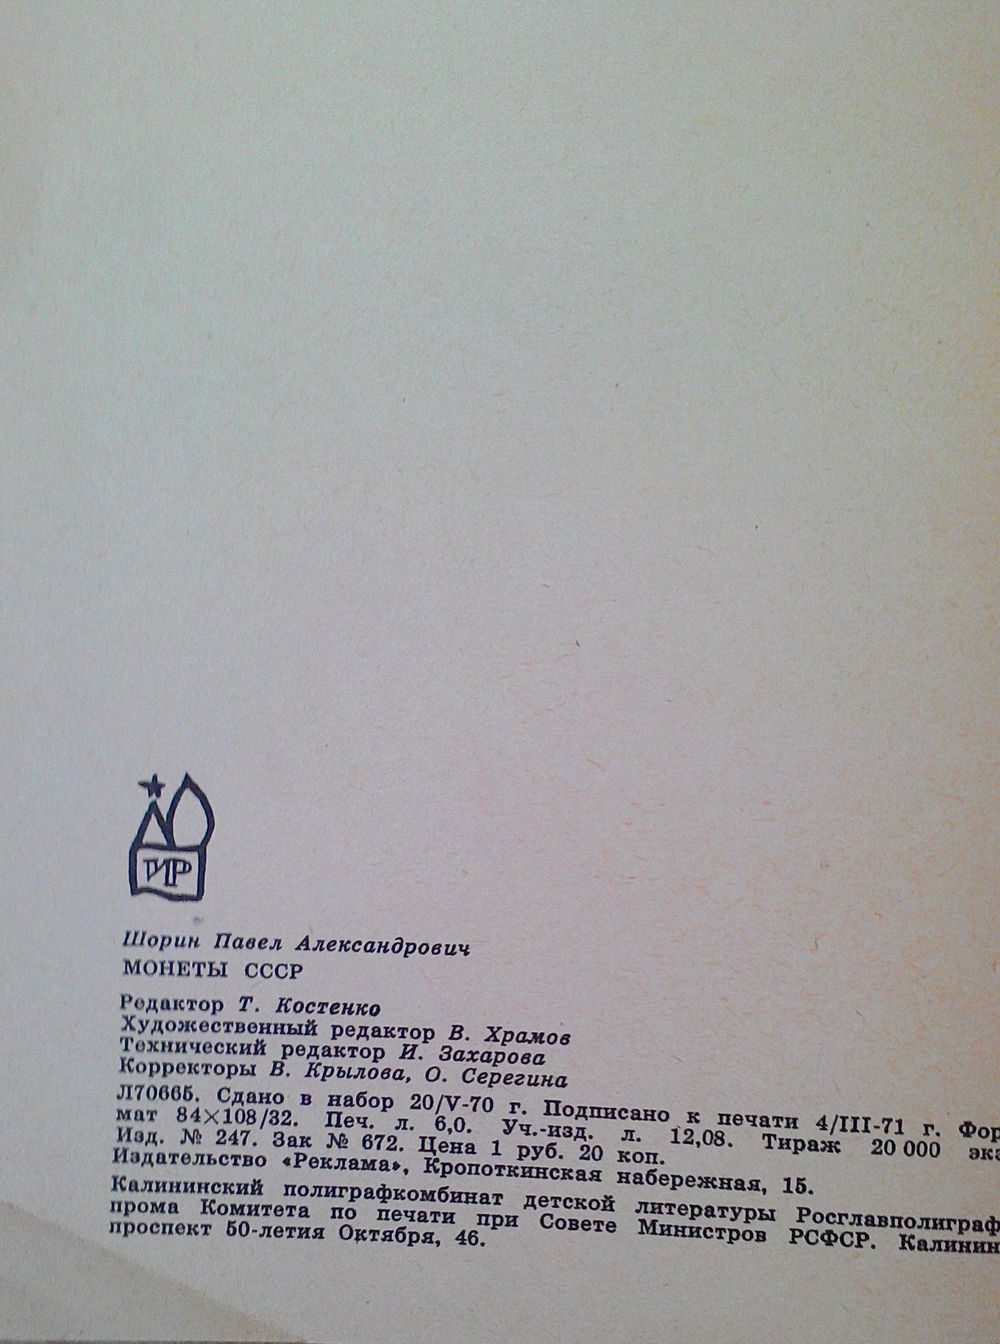 ИР
Шорин Павел Александрович
МОНЕТЫ СССР
Редактор Т. Костенко
Художественный редактор В. Храмов
Технический редактор И. Захарова
Корректоры В. Крылова, О. Серегина
Л70665. Сдано в набор 20/V-70 г. Подписано к печати 4/III-71 г. Фор
мат 84×108/32. Печ. л. 6,0. Уч.-изд. л. 12,08. Тираж 20 000 экз
Изд. № 247. Зак № 672. Цена 1 руб. 20 коп.
Издательство «Реклама», Кропоткинская набережная, 15.
Калининский полиграфкомбинат детской литературы Росглавполиграф
прома Комитета по печати при Совете Министров РСФСР. Калинин
проспект 50-летия Октября, 46.